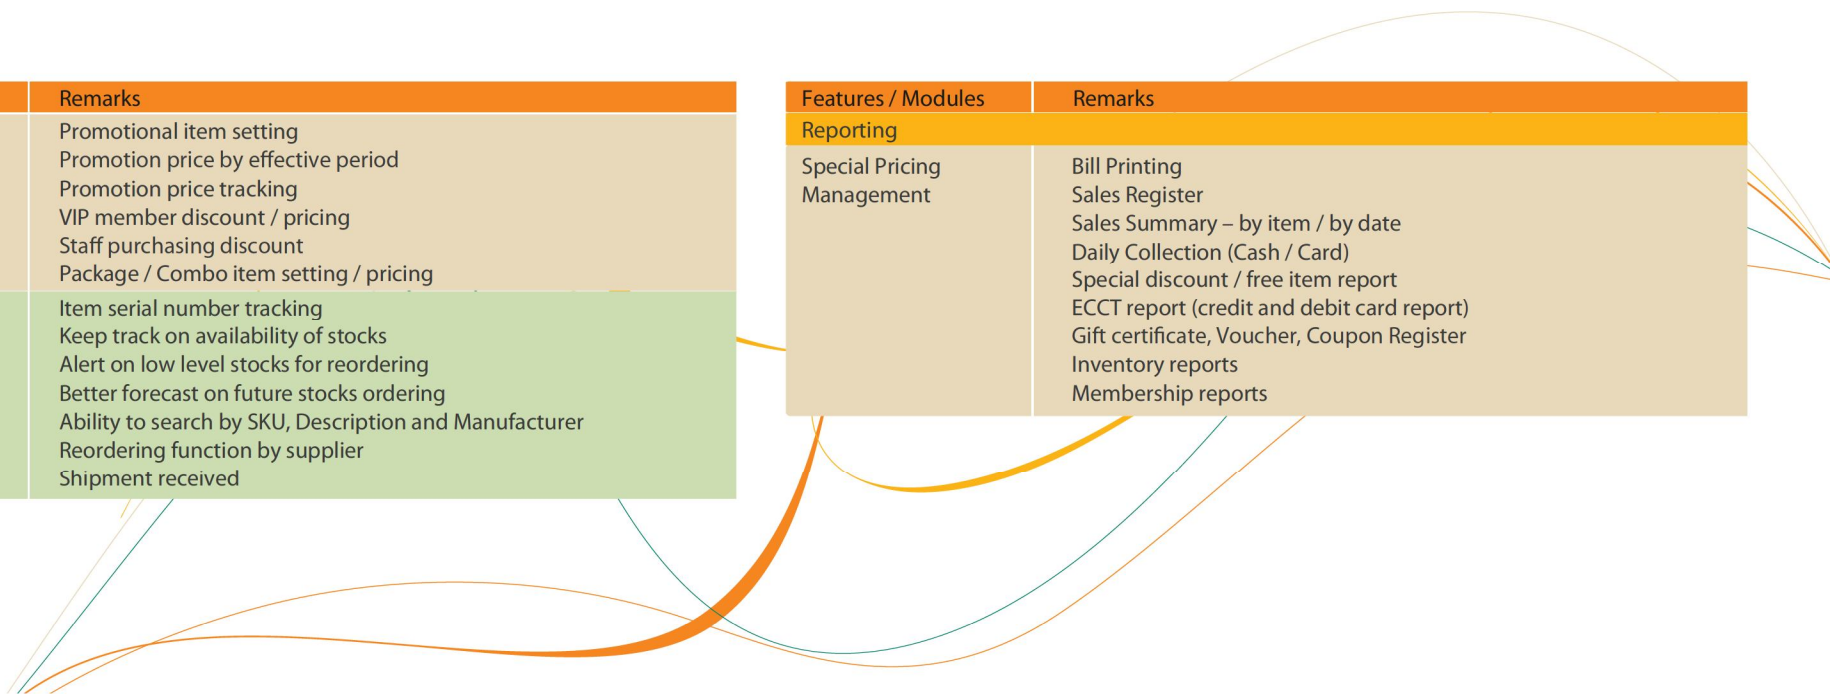 Remarks
Promotional item setting
Promotion price by effective period
Promotion price tracking
VIP member discount / pricing
Staff purchasing discount
Package / Combo item setting / pricing
Item serial number tracking
Keep track on availability of stocks
Alert on low level stocks for reordering
Better forecast on future stocks ordering
Ability to search by SKU, Description and Manufacturer
Reordering function by supplier
Shipment received
Features / Modules
Remarks
Reporting
Special Pricing
Management
Bill Printing
Sales Register
Sales Summary – by item / by date
Daily Collection (Cash / Card)
Special discount / free item report
ECCT report (credit and debit card report)
Gift certificate, Voucher, Coupon Register
Inventory reports
Membership reports